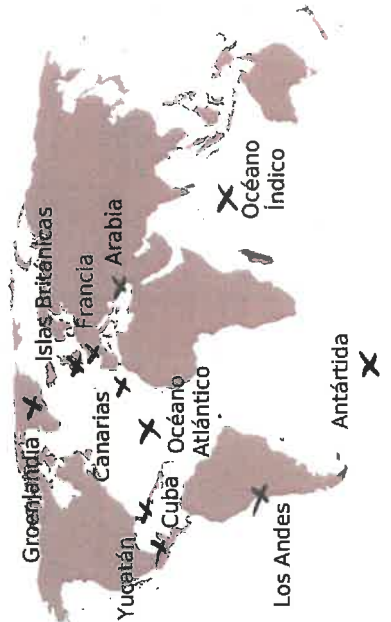 Groenlandia
Islas Británicas
Francia
Arabia
Canarias
Yucatán
Cuba
Océano
Atlántico
Océano
Índico
Los Andes
Antártida